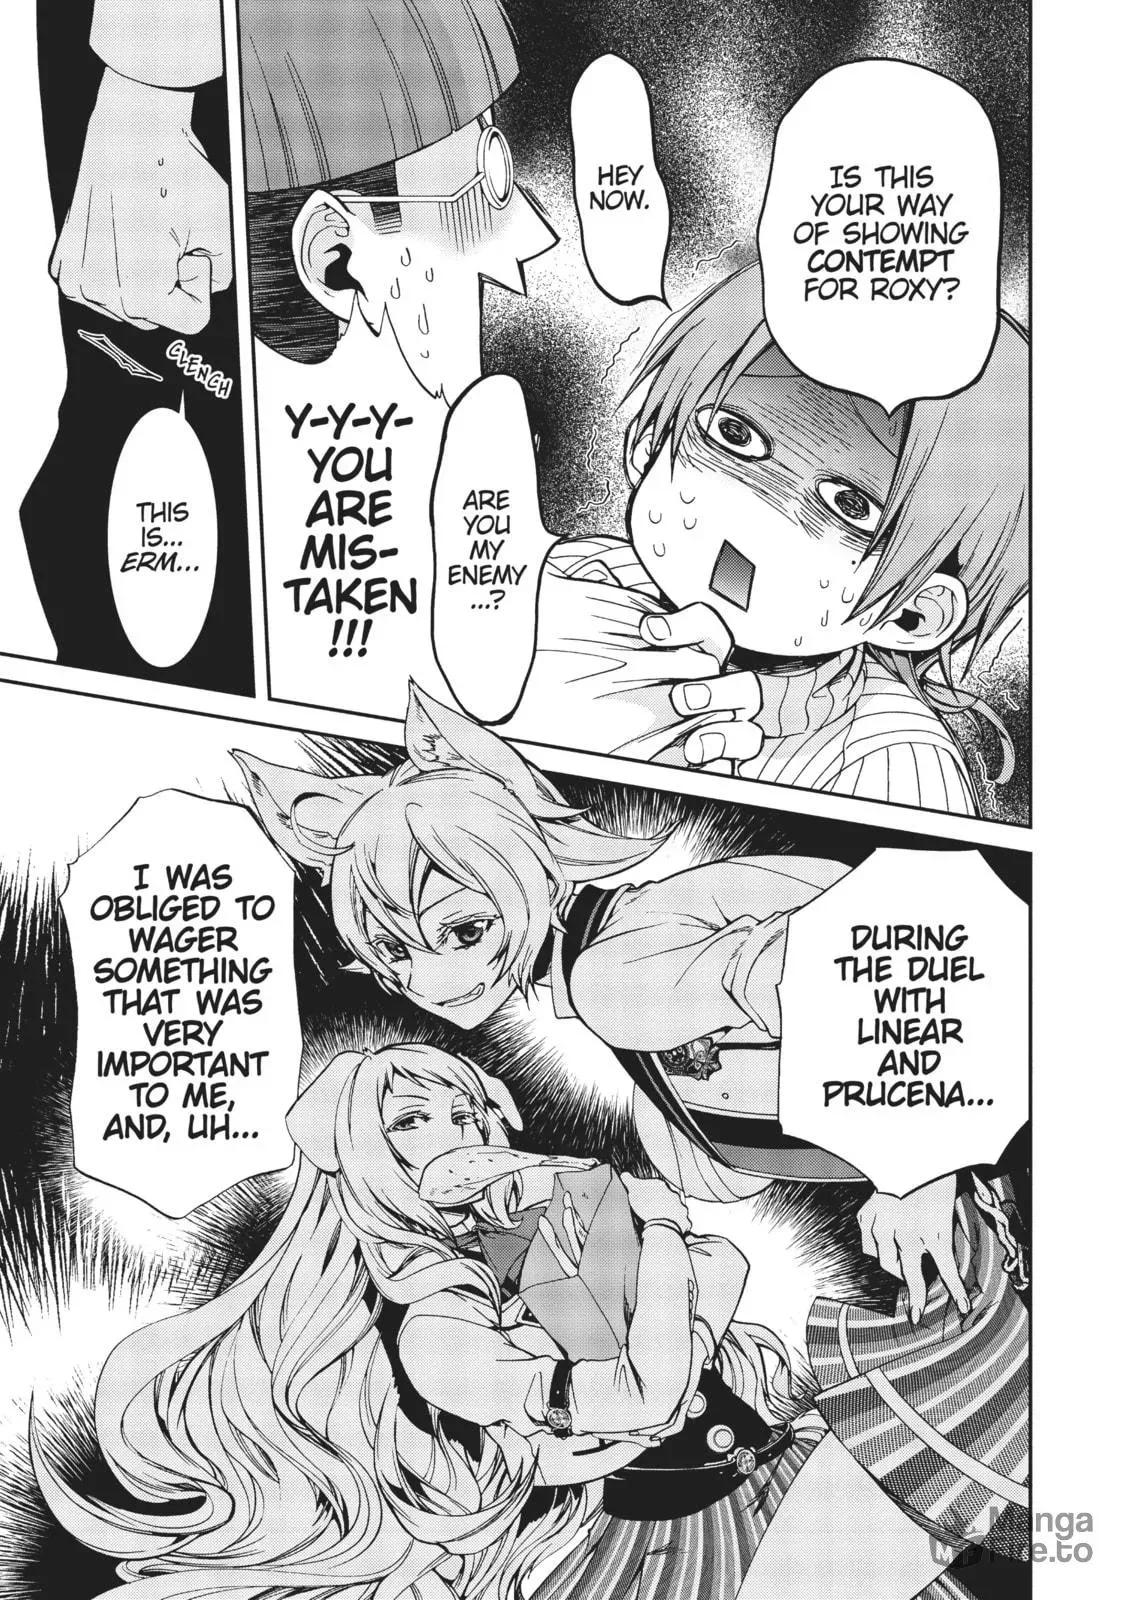 IS THIS
YOUR WAY
OF SHOWING
CONTEMPT
FOR ROXY?
HEY
NOW.
ARE
YOU
MY
ENEMY
...?
Y-Y-Y-
YOU
ARE
MIS-
TAKEN
!!!
CLENCH
THIS
IS...
ERM...
DURING
THE DUEL
WITH
LINEAR
AND
PRUCENA...
I WAS
OBLIGED TO
WAGER
SOMETHING
THAT WAS
VERY
IMPORTANT
TO ME,
AND, UH...